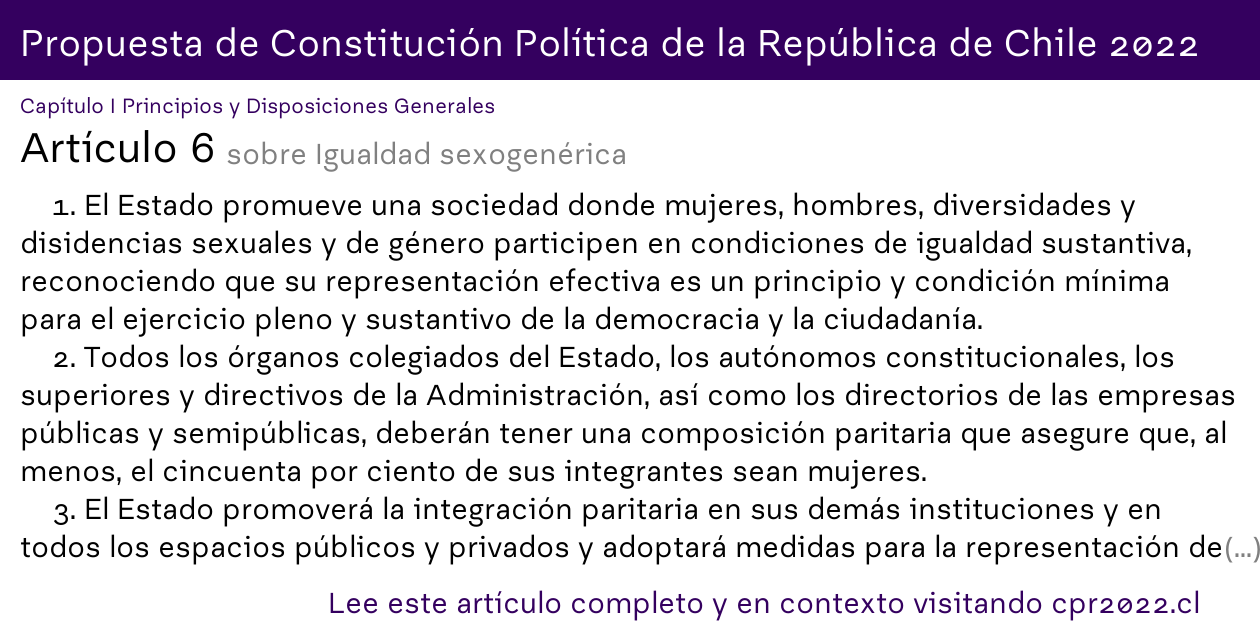 Propuesta de Constitución Política de la República de Chile 2022
Capítulo I Principios y Disposiciones Generales
Artículo 6 sobre Igualdad sexogenérica
1. El Estado promueve una sociedad donde mujeres, hombres, diversidades y
disidencias sexuales y de género participen en condiciones de igualdad sustantiva,
reconociendo que su representación efectiva es un principio y condición mínima
para el ejercicio pleno y sustantivo de la democracia y la ciudadanía.
2. Todos los órganos colegiados del Estado, los autónomos constitucionales, los
superiores y directivos de la Administración, así como los directorios de las empresas
públicas y semipúblicas, deberán tener una composición paritaria que asegure que, al
menos, el cincuenta por ciento de sus integrantes sean mujeres.
3. El Estado promoverá la integración paritaria en sus demás instituciones y en
todos los espacios públicos y privados y adoptará medidas para la representación de(...)
Lee este artículo completo y en contexto visitando cpr2022.cl